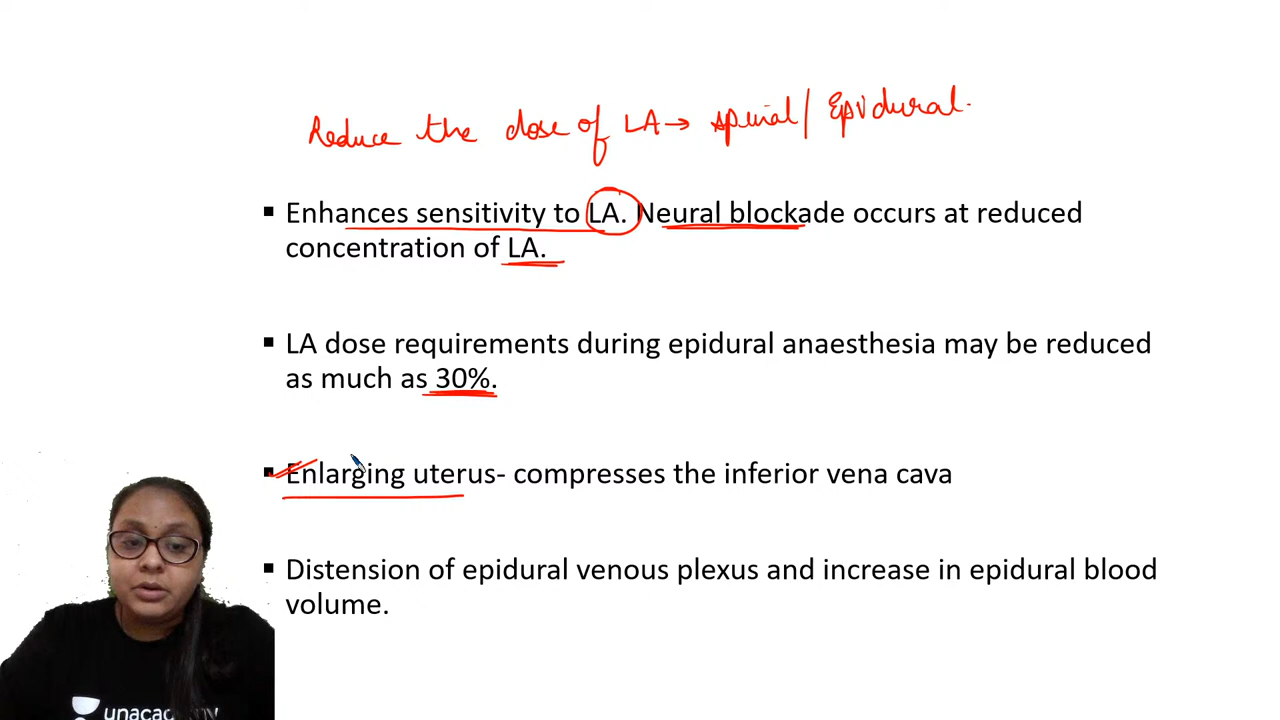 Reduce the dose of LA → spinal/ Epidural.
▪ Enhances sensitivity to LA. Neural blockade occurs at reduced
concentration of LA.
▪ LA dose requirements during epidural anaesthesia may be reduced
as much as 30%.
▪ Enlarging uterus- compresses the inferior vena cava
▪ Distension of epidural venous plexus and increase in epidural blood
volume.
unacademy